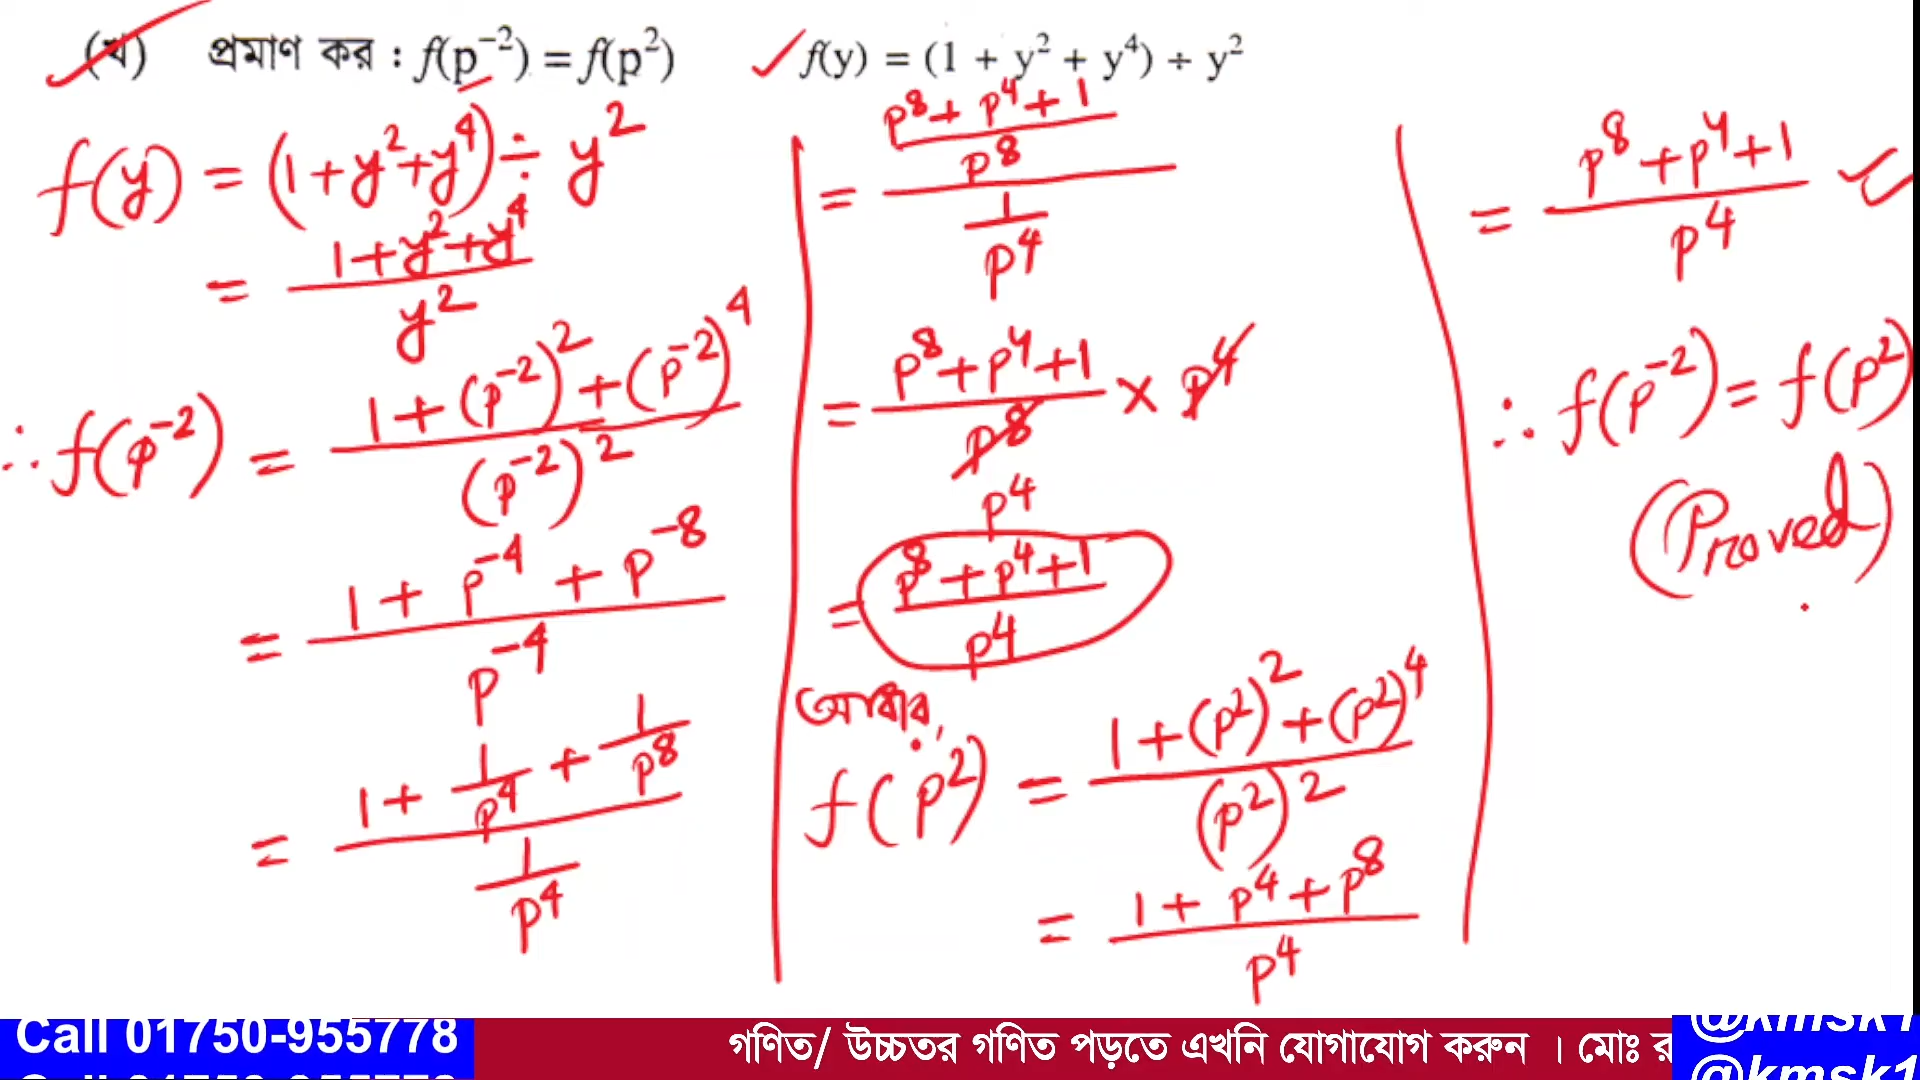 (খ) প্রমাণ কর : f(p⁻²) = f(p²) f(y) = (1 + y² + y⁴) ÷ y²
f(y) = (1+y²+y⁴) ÷ y²
= (1+y²+y⁴)/y²
∴ f(p⁻²) = (1+(p⁻²)²+(p⁻²)⁴)/(p⁻²)²
= (1 + p⁻⁴ + p⁻⁸)/p⁻⁴
= (1 + 1/p⁴ + 1/p⁸)/(1/p⁴)
= ((p⁸+p⁴+1)/p⁸)/(1/p⁴)
= (p⁸+p⁴+1)/p⁸ × p⁴
p⁴
= (p⁸+p⁴+1)/p⁴
আবার,
f(p²) = (1+(p²)²+(p²)⁴)/(p²)²
= (1 + p⁴ + p⁸)/p⁴
= (p⁸+p⁴+1)/p⁴
∴ f(p⁻²) = f(p²)
(Proved)
Call 01750-955778
গণিত/ উচ্চতর গণিত পড়তে এখনি যোগাযোগ করুন । মোঃ র
@kmsk1
@kmsk1